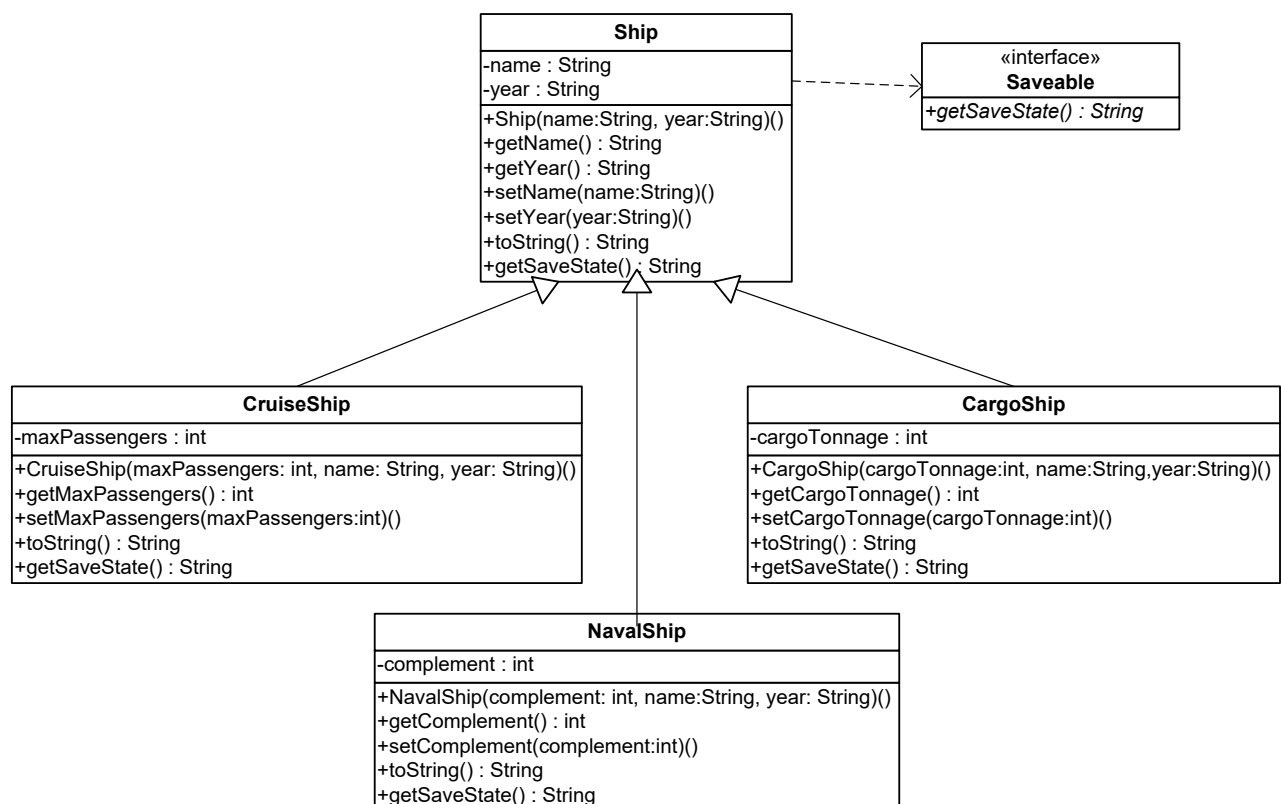 Ship
-name : String
-year : String
+Ship(name:String, year:String)()
+getName() : String
+getYear() : String
+setName(name:String)()
+setYear(year:String)()
+toString() : String
+getSaveState() : String
«interface»
Saveable
+getSaveState() : String
CruiseShip
-maxPassengers : int
+CruiseShip(maxPassengers: int, name: String, year: String)()
+getMaxPassengers() : int
+setMaxPassengers(maxPassengers:int)()
+toString() : String
+getSaveState() : String
CargoShip
-cargoTonnage : int
+CargoShip(cargoTonnage:int, name:String,year:String)()
+getCargoTonnage() : int
+setCargoTonnage(cargoTonnage:int)()
+toString() : String
+getSaveState() : String
NavalShip
-complement : int
+NavalShip(complement: int, name:String, year: String)()
+getComplement() : int
+setComplement(complement:int)()
+toString() : String
+getSaveState() : String